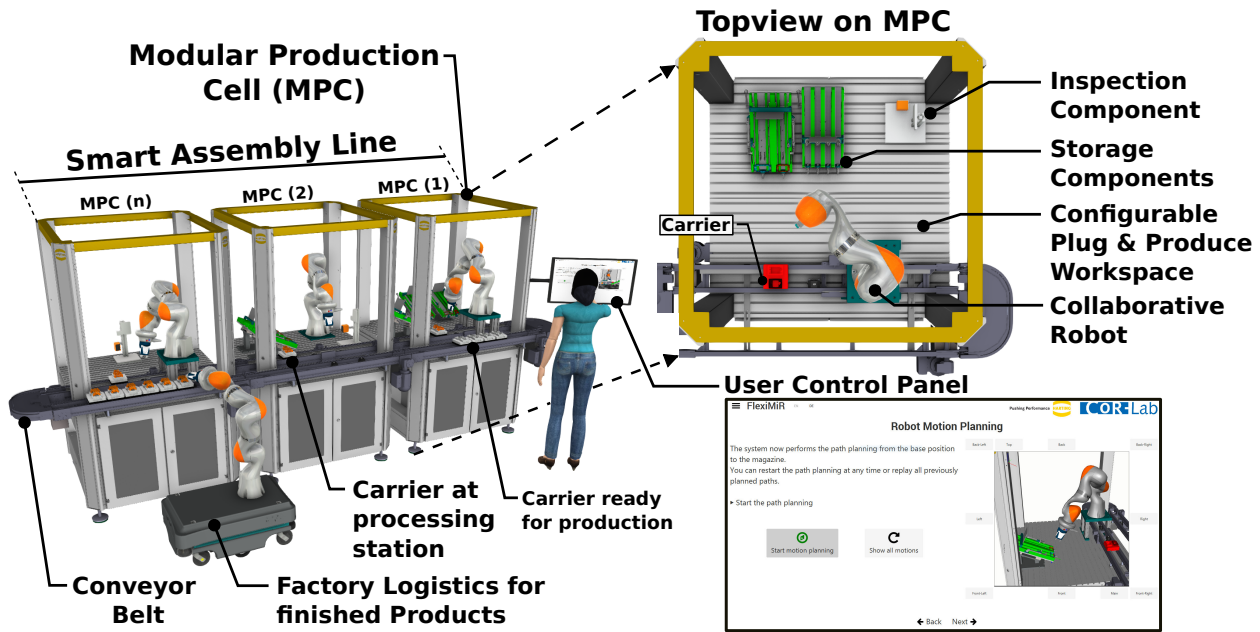 Topview on MPC
Modular Production
Cell (MPC)
Smart Assembly Line
MPC (n)
MPC (2)
MPC (1)
Inspection
Component
Storage
Components
Configurable
Plug & Produce
Workspace
Collaborative
Robot
Carrier
User Control Panel
Carrier at
processing
station
Carrier ready
for production
Conveyor
Belt
Factory Logistics for
finished Products
FlexiMiR
Pushing Performance
HARTING
COR-Lab
Robot Motion Planning
The system now performs the path planning from the base position
to the magazine.
You can restart the path planning at any time or replay all previously
planned paths.
Start the path planning
Start motion planning
Show all motions
Back Left
Top
Back
Back Right
Left
Right
Front Left
Front
Front Right
Back
Next